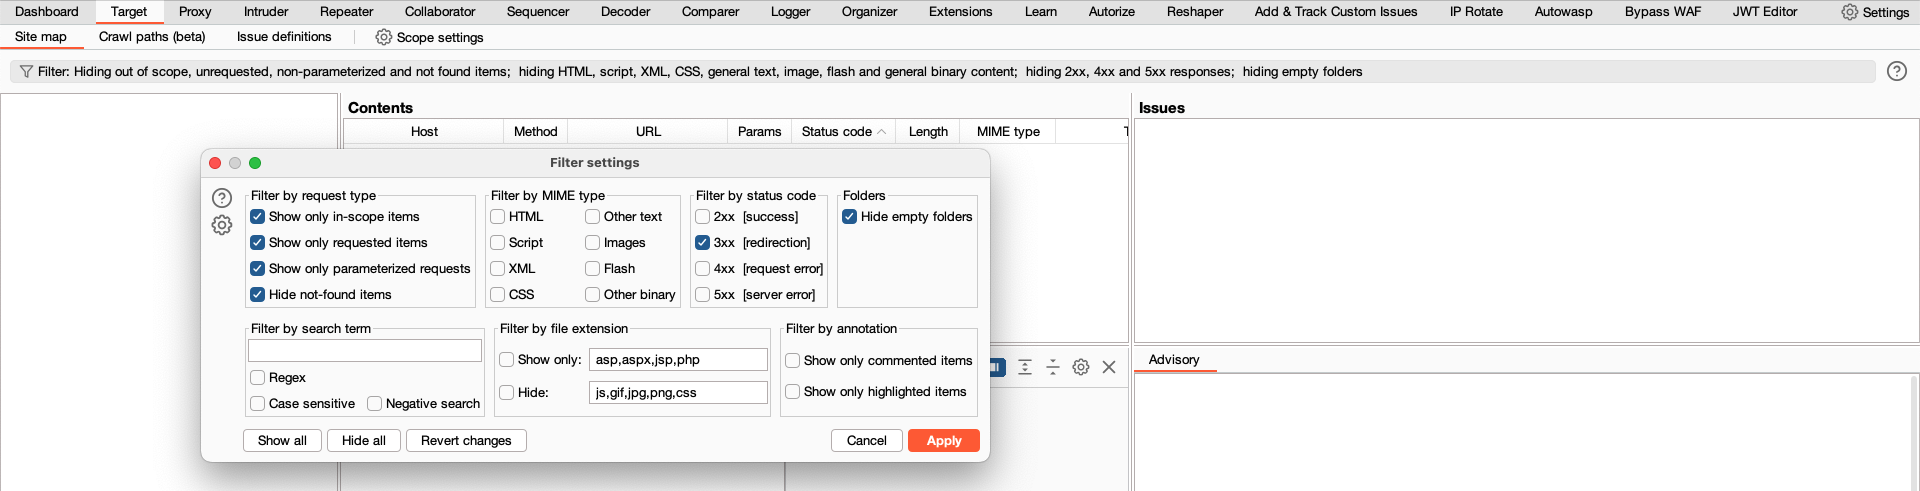 Dashboard Target Proxy Intruder Repeater Collaborator Sequencer Decoder Comparer Logger Organizer Extensions Learn Autorize Reshaper Add & Track Custom Issues IP Rotate Autowasp Bypass WAF JWT Editor Settings
Site map Crawl paths (beta) Issue definitions Scope settings
Filter: Hiding out of scope, unrequested, non-parameterized and not found items; hiding HTML, script, XML, CSS, general text, image, flash and general binary content; hiding 2xx, 4xx and 5xx responses; hiding empty folders
Contents
Issues
Host Method URL Params Status code Length MIME type
Filter settings
Filter by request type
Show only in-scope items
Show only requested items
Show only parameterized requests
Hide not-found items
Filter by MIME type
HTML Other text
Script Images
XML Flash
CSS Other binary
Filter by status code
2xx [success]
3xx [redirection]
4xx [request error]
5xx [server error]
Folders
Hide empty folders
Filter by search term
Regex
Case sensitive Negative search
Filter by file extension
Show only: asp,aspx,jsp,php
Hide: js,gif,jpg,png,css
Filter by annotation
Show only commented items
Show only highlighted items
Show all Hide all Revert changes Cancel Apply
Advisory